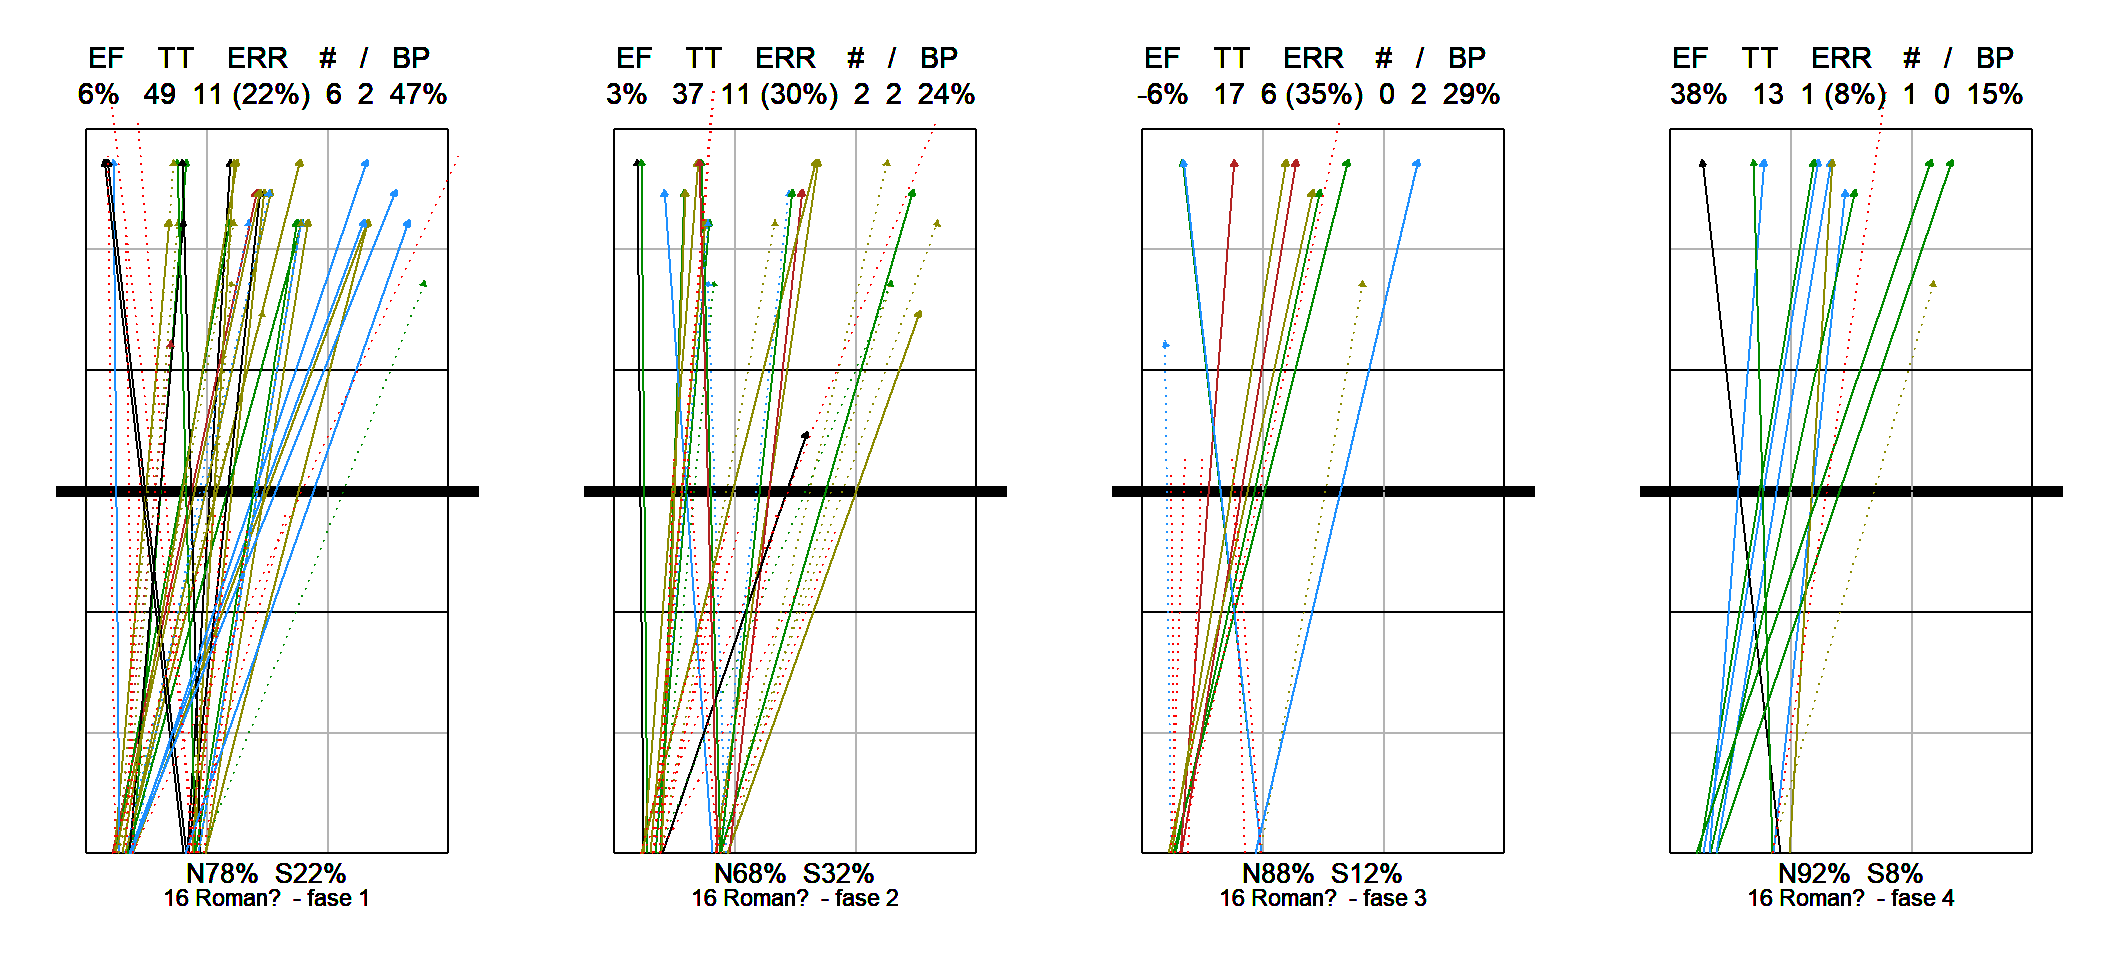 EF TT ERR # / BP
6% 49 11 (22%) 6 2 47%
N78% S22%
16 Roman? - fase 1
EF TT ERR # / BP
3% 37 11 (30%) 2 2 24%
N68% S32%
16 Roman? - fase 2
EF TT ERR # / BP
-6% 17 6 (35%) 0 2 29%
N88% S12%
16 Roman? - fase 3
EF TT ERR # / BP
38% 13 1 (8%) 1 0 15%
N92% S8%
16 Roman? - fase 4